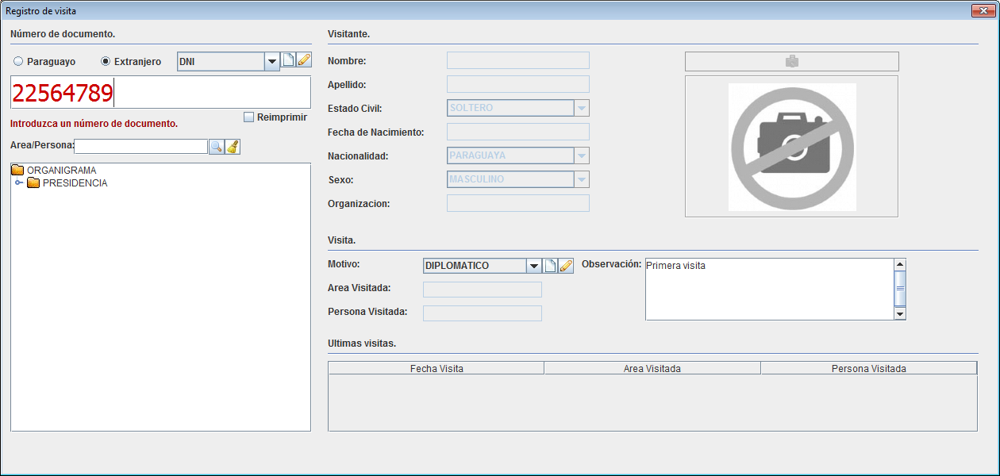 Registro de visita
Número de documento.
Paraguayo Extranjero DNI
22564789
Reimprimir
Introduzca un número de documento.
Area/Persona:
ORGANIGRAMA
PRESIDENCIA
Visitante.
Nombre:
Apellido:
Estado Civil: SOLTERO
Fecha de Nacimiento:
Nacionalidad: PARAGUAYA
Sexo: MASCULINO
Organizacion:
Visita.
Motivo: DIPLOMATICO Observación: Primera visita
Area Visitada:
Persona Visitada:
Ultimas visitas.
Fecha Visita Area Visitada Persona Visitada